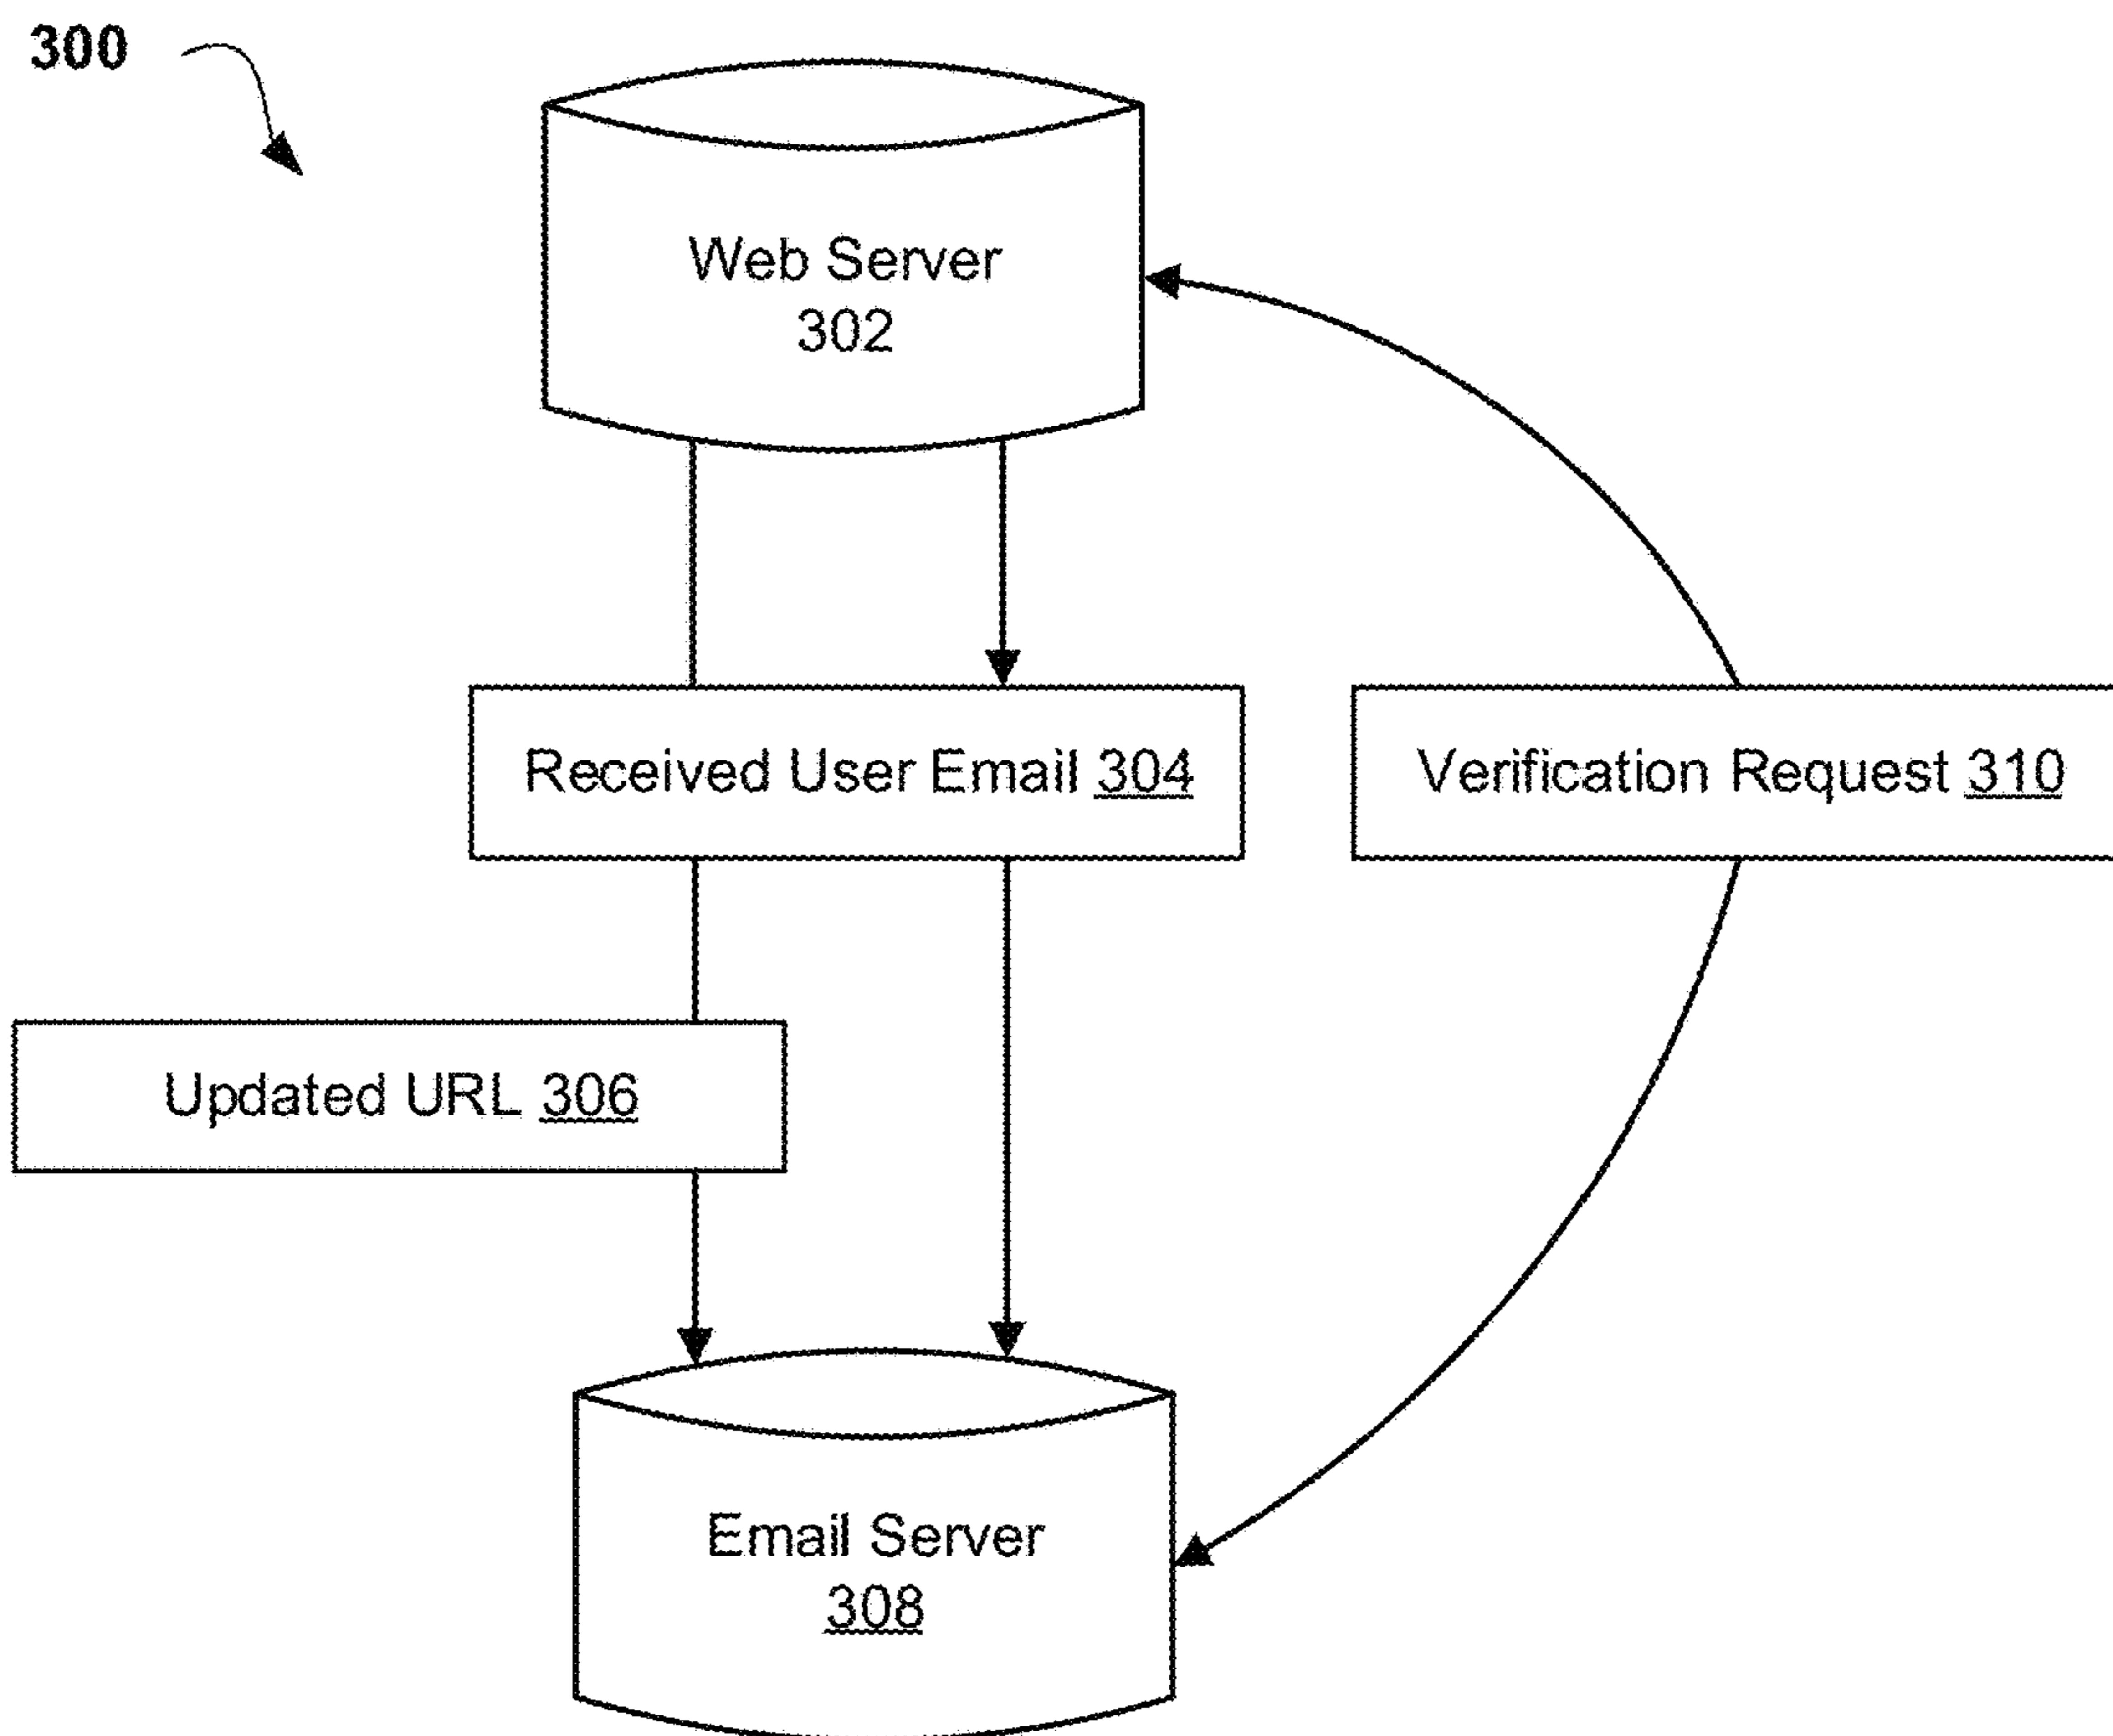 300
Web Server
302
Received User Email 304
Verification Request 310
Updated URL 306
Email Server
308